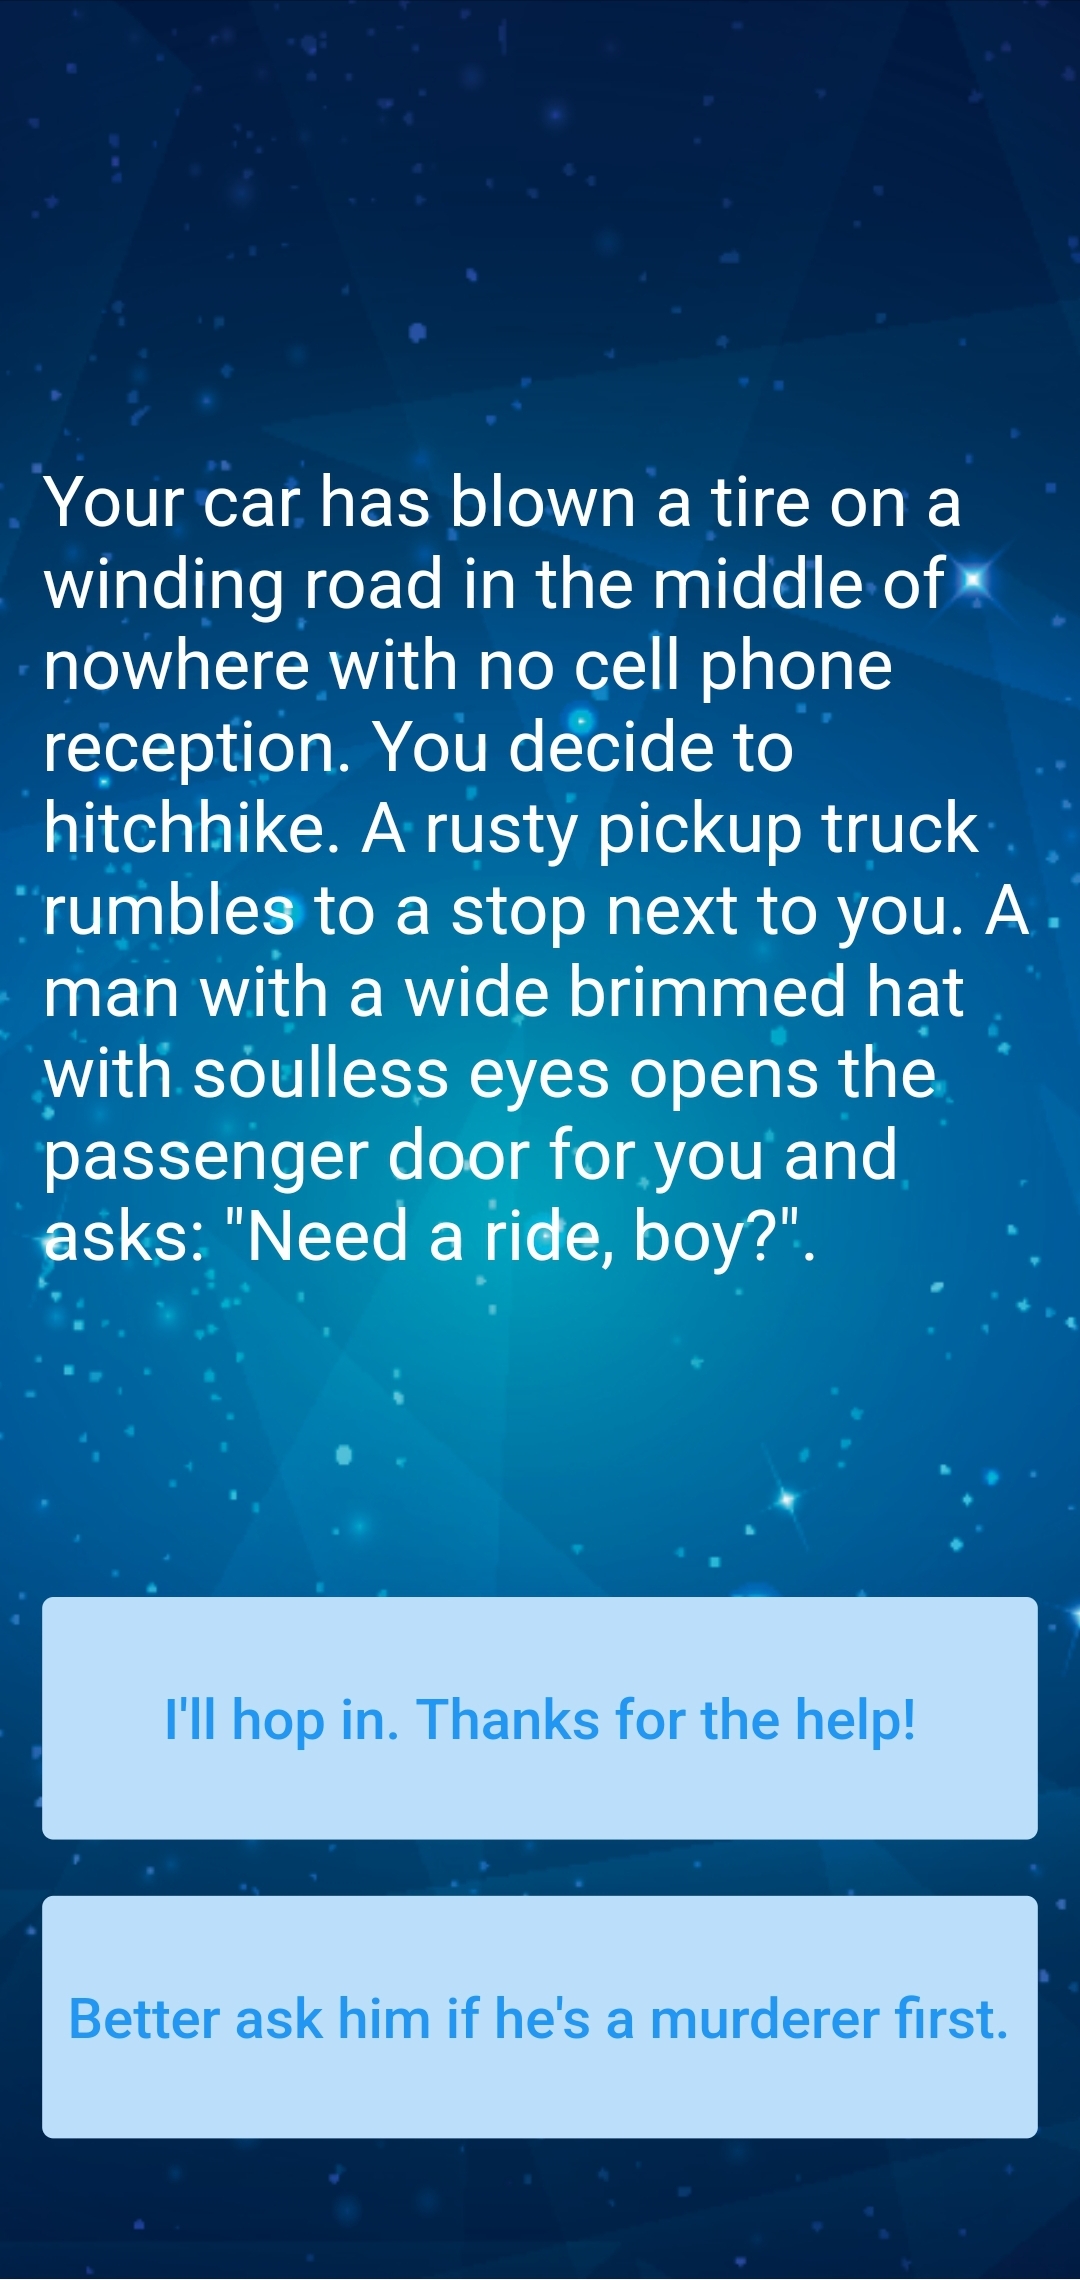 Your car has blown a tire on a
winding road in the middle of
nowhere with no cell phone
reception. You decide to
hitchhike. A rusty pickup truck
rumbles to a stop next to you. A
man with a wide brimmed hat
with soulless eyes opens the
passenger door for you and
asks: "Need a ride, boy?".
I'll hop in. Thanks for the help!
Better ask him if he's a murderer first.